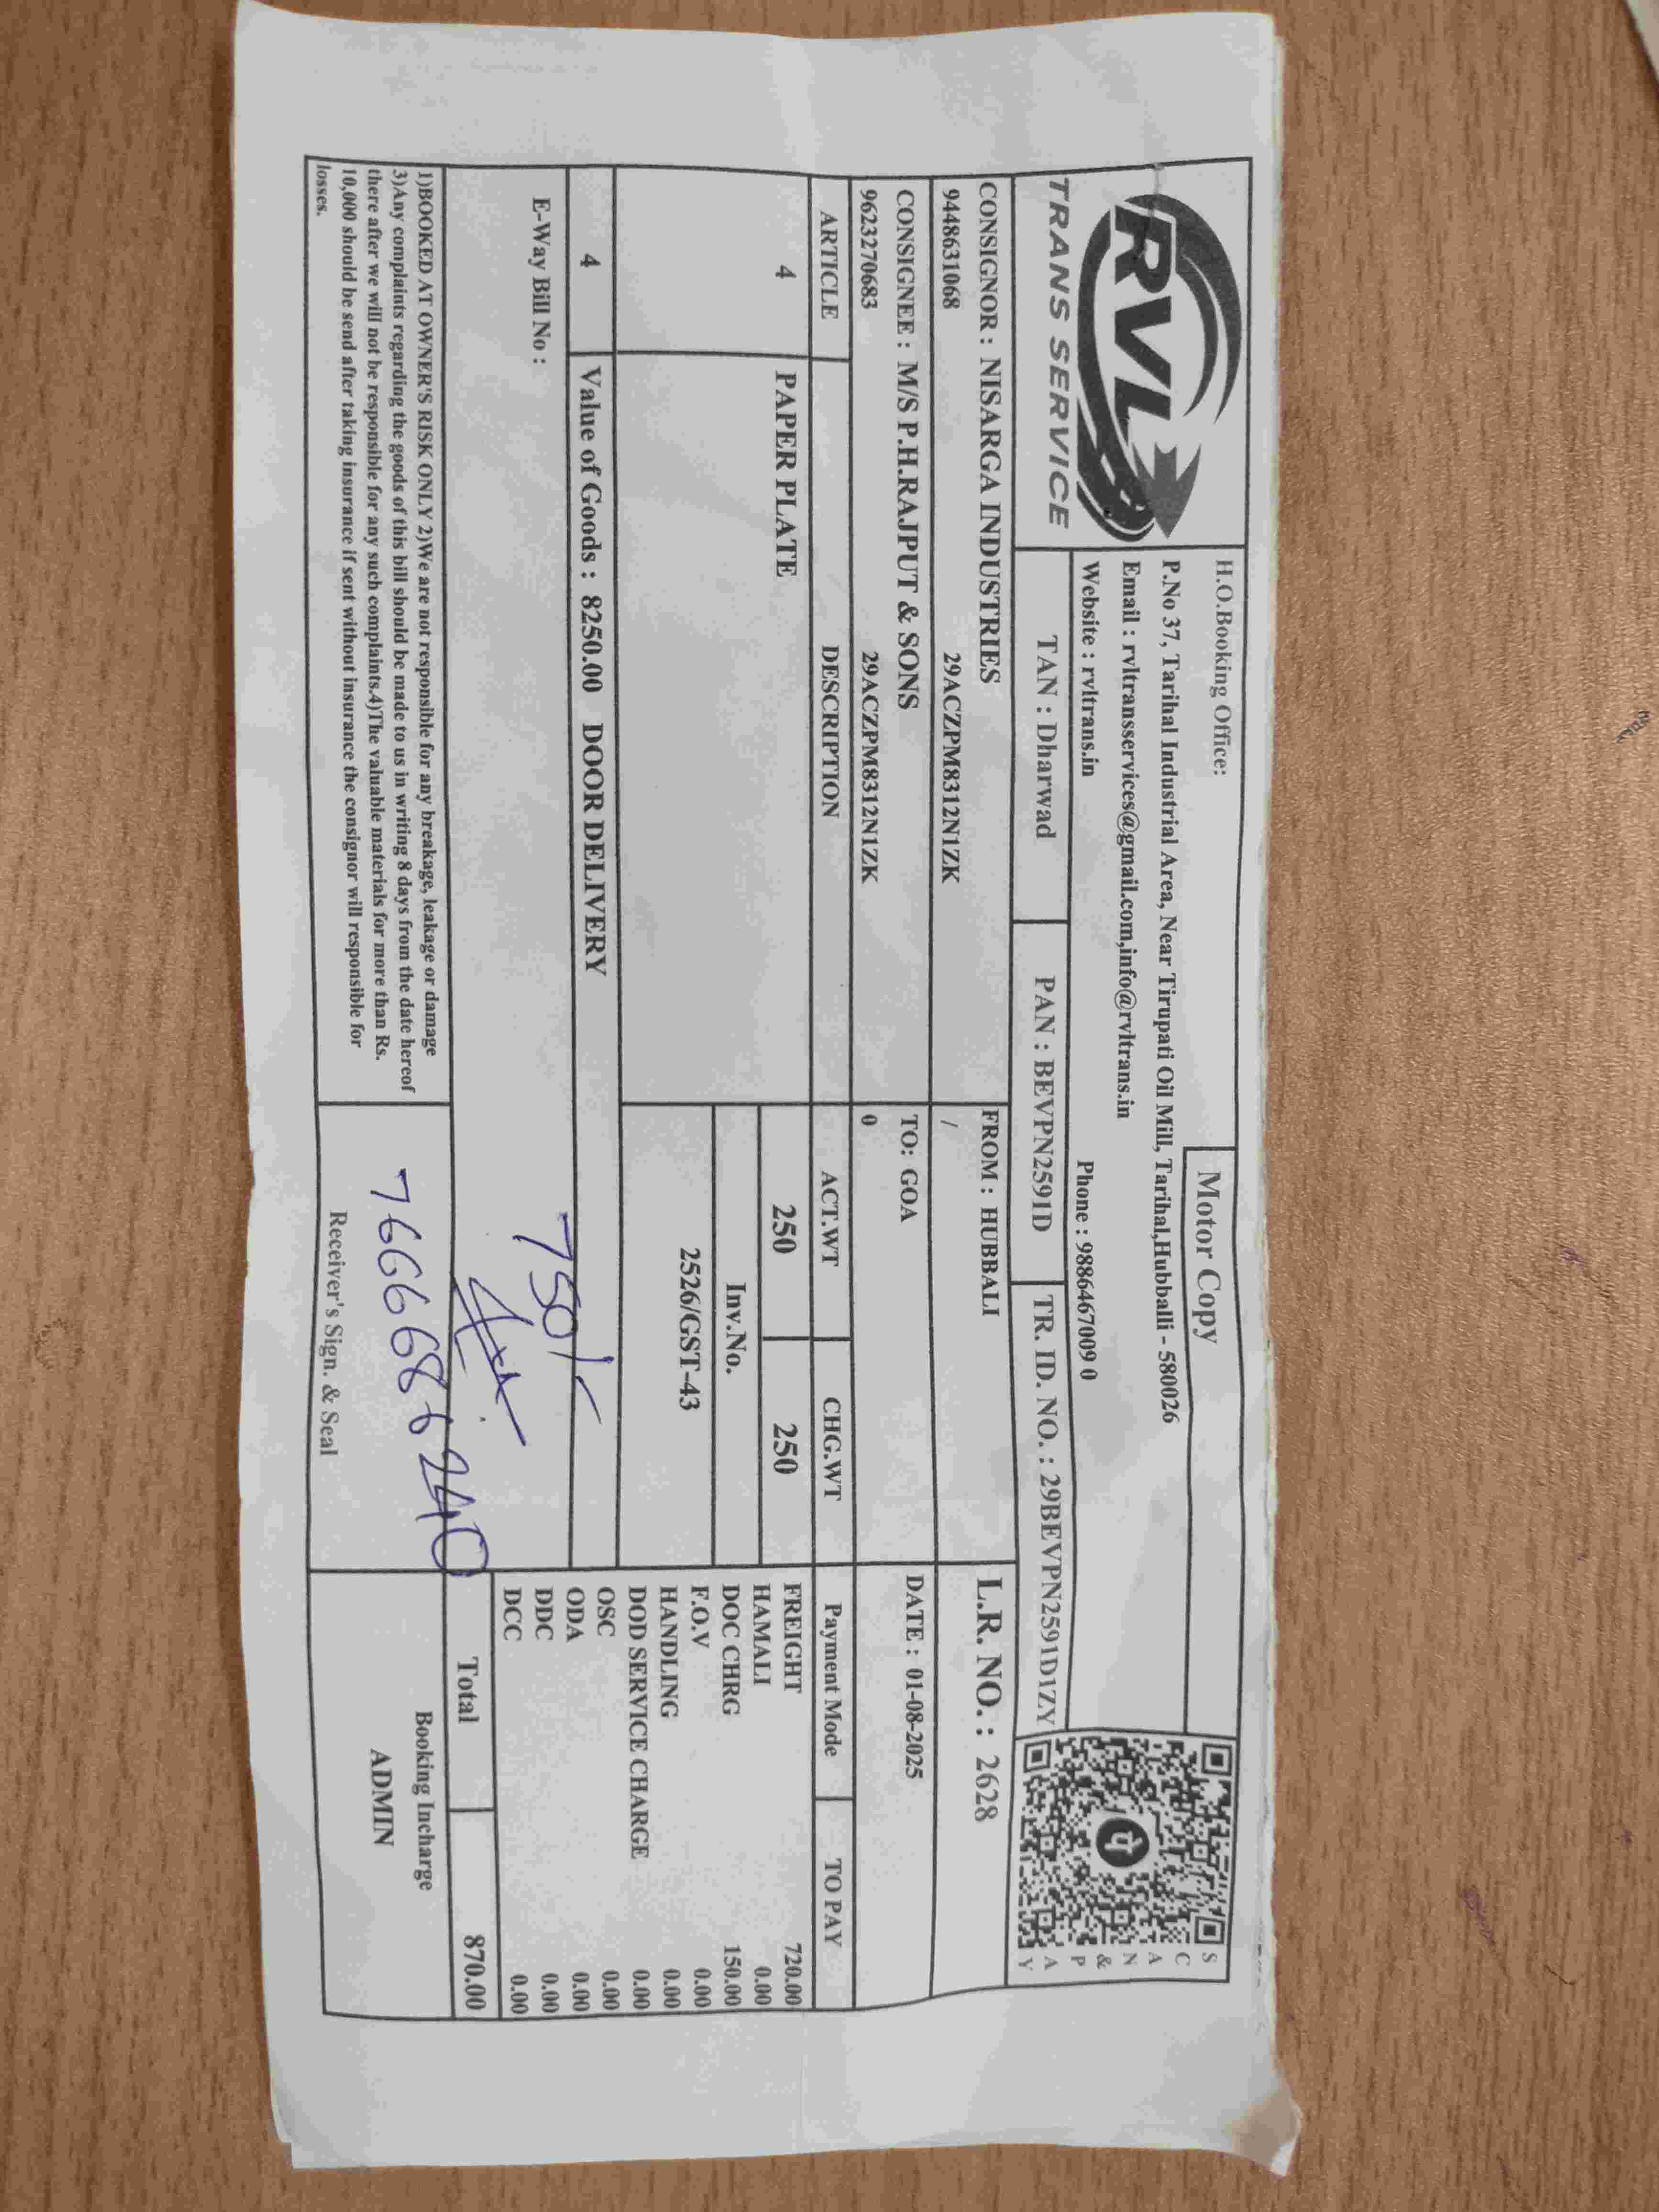 RVL
TRANS SERVICE
H.O.Booking Office:
Motor Copy
P.No 37, Tarihal Industrial Area, Near Tirupati Oil Mill, Tarihal,Hubballi - 580026
Email : rvltransservices@gmail.com,info@rvltrans.in
Website : rvltrans.in Phone : 9886467009 0
SCAN & PAY
TAN : Dharwad PAN : BEVPN2591D TR. ID. NO. : 29BEVPN2591D1ZY
CONSIGNOR : NISARGA INDUSTRIES FROM : HUBBALI L.R. NO. : 2628
9448631068 29ACZPM8312N1ZK /
CONSIGNEE : M/S P.H.RAJPUT & SONS TO: GOA DATE : 01-08-2025
9623270683 29ACZPM8312N1ZK 0
ARTICLE DESCRIPTION ACT.WT CHG.WT Payment Mode TO PAY
4 PAPER PLATE 250 250 FREIGHT 720.00
HAMALI 0.00
Inv.No. DOC CHRG 150.00
2526/GST-43 F.O.V 0.00
HANDLING 0.00
DOD SERVICE CHARGE 0.00
4 Value of Goods : 8250.00 DOOR DELIVERY OSC 0.00
ODA 0.00
E-Way Bill No : 750/- DDC 0.00
DCC 0.00
Total 870.00
1)BOOKED AT OWNER'S RISK ONLY 2)We are not responsible for any breakage, leakage or damage
3)Any complaints regarding the goods of this bill should be made to us in writing 8 days from the date hereof
there after we will not be responsible for any such complaints.4)The valuable materials for more than Rs.
10,000 should be send after taking insurance if sent without insurance the consignor will responsible for
losses.
7666686240
Receiver's Sign. & Seal
Booking Incharge
ADMIN